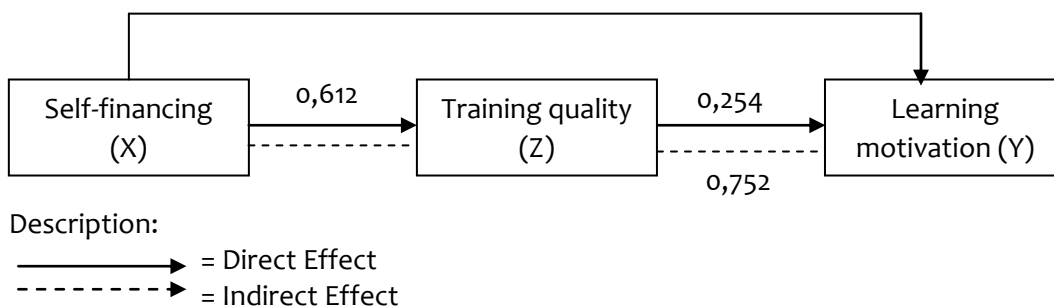 Self-financing
(X)
0,612
Training quality
(Z)
0,254
0,752
Learning
motivation (Y)
Description:
= Direct Effect
= Indirect Effect